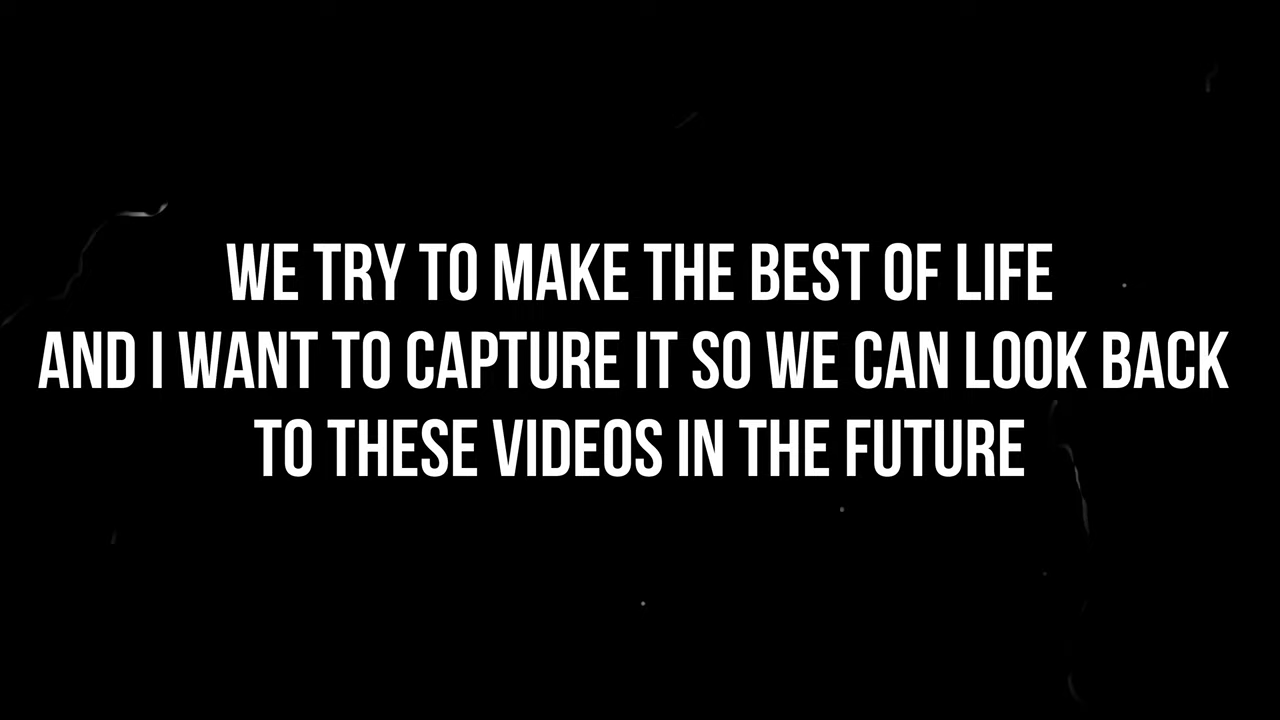 WE TRY TO MAKE THE BEST OF LIFE
AND I WANT TO CAPTURE IT SO WE CAN LOOK BACK
TO THESE VIDEOS IN THE FUTURE